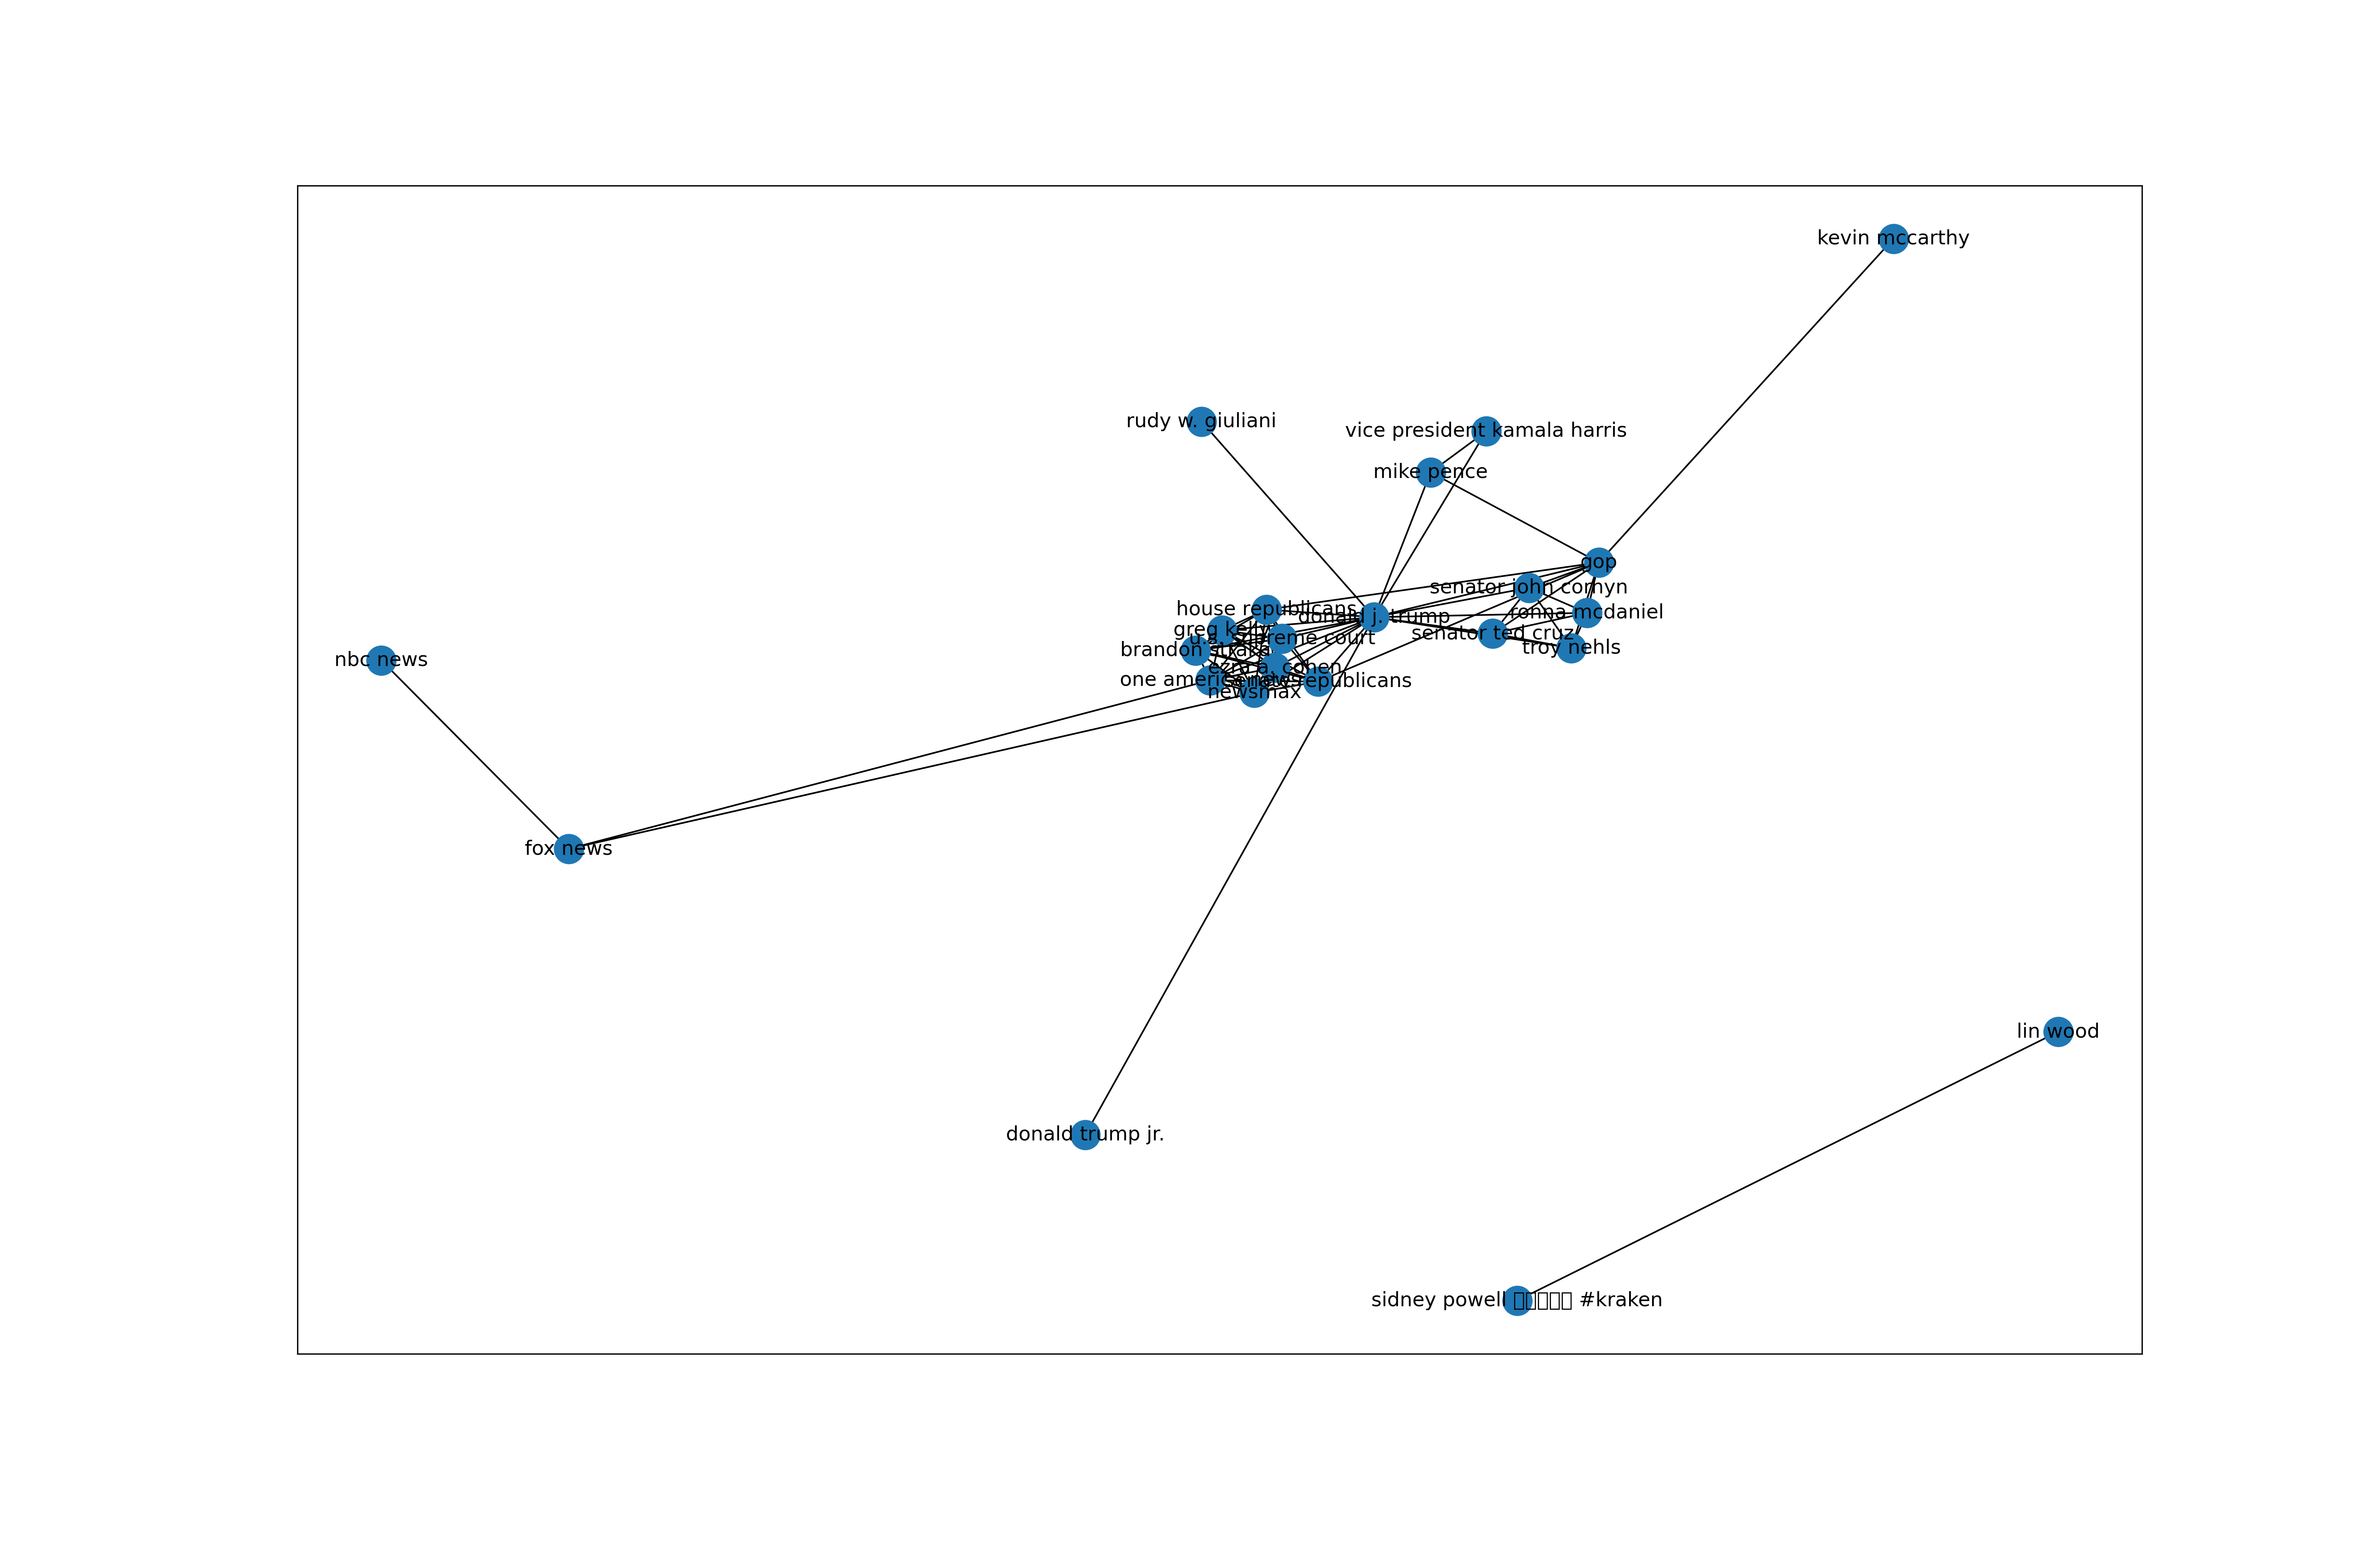 kevin mccarthy
rudy w. giuliani
vice president kamala harris
mike pence
gop
senator john cornyn
house republicans
ronna mcdaniel
donald j. trump
greg kelly
senator ted cruz
u.s. supreme court
troy nehls
brandon straka
nbc news
ezra a. cohen
one america news
senate republicans
newsmax
fox news
lin wood
donald trump jr.
sidney powell #kraken